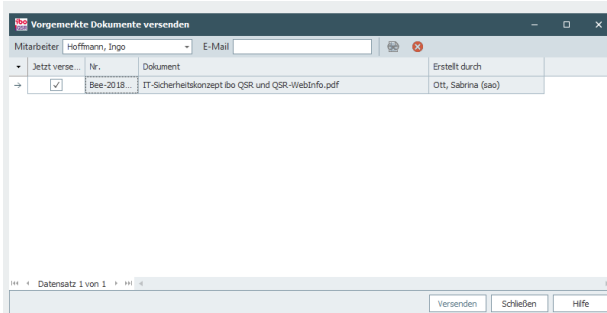 ibo QSR Vorgemerkte Dokumente versenden
Mitarbeiter Hoffmann, Ingo E-Mail
Jetzt verse... Nr. Dokument Erstellt durch
Bee-2018... IT-Sicherheitskonzept ibo QSR und QSR-WebInfo.pdf Ott, Sabrina (sao)
Datensatz 1 von 1
Versenden Schließen Hilfe